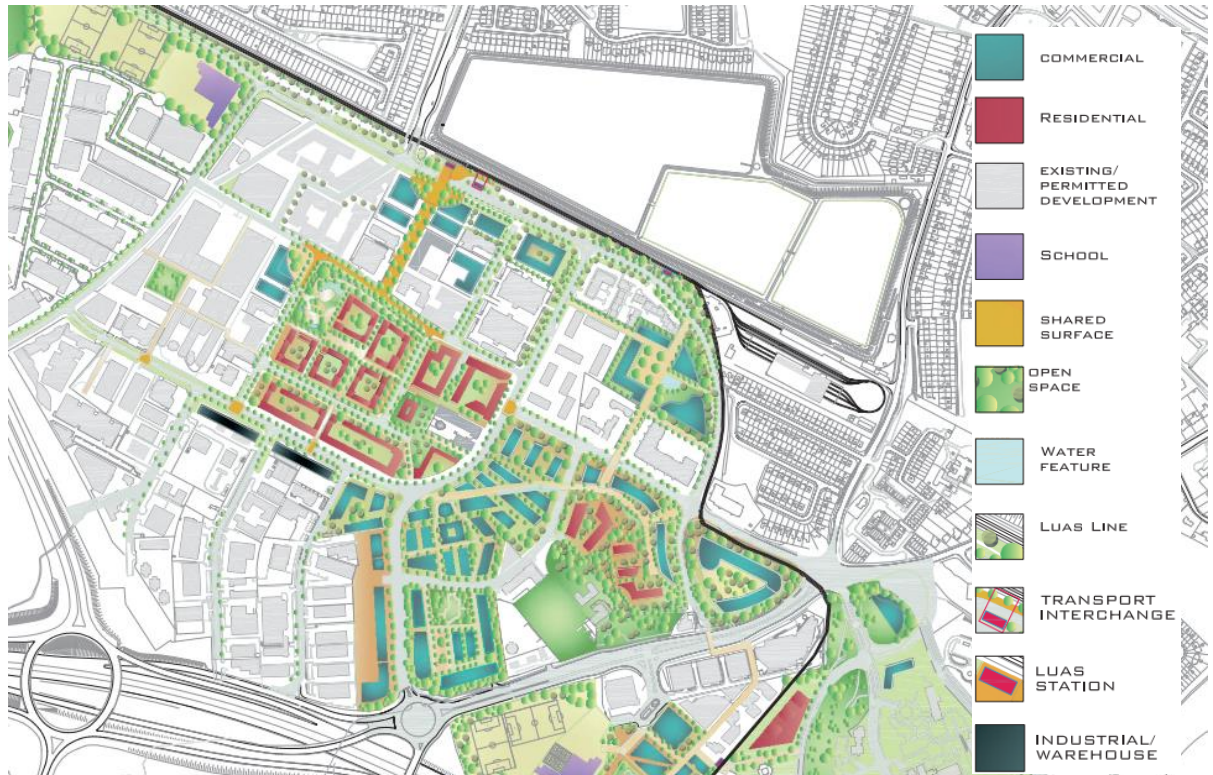 COMMERCIAL
RESIDENTIAL
EXISTING/
PERMITTED
DEVELOPMENT
SCHOOL
SHARED
SURFACE
OPEN
SPACE
WATER
FEATURE
LUAS LINE
TRANSPORT
INTERCHANGE
LUAS
STATION
INDUSTRIAL/
WAREHOUSE